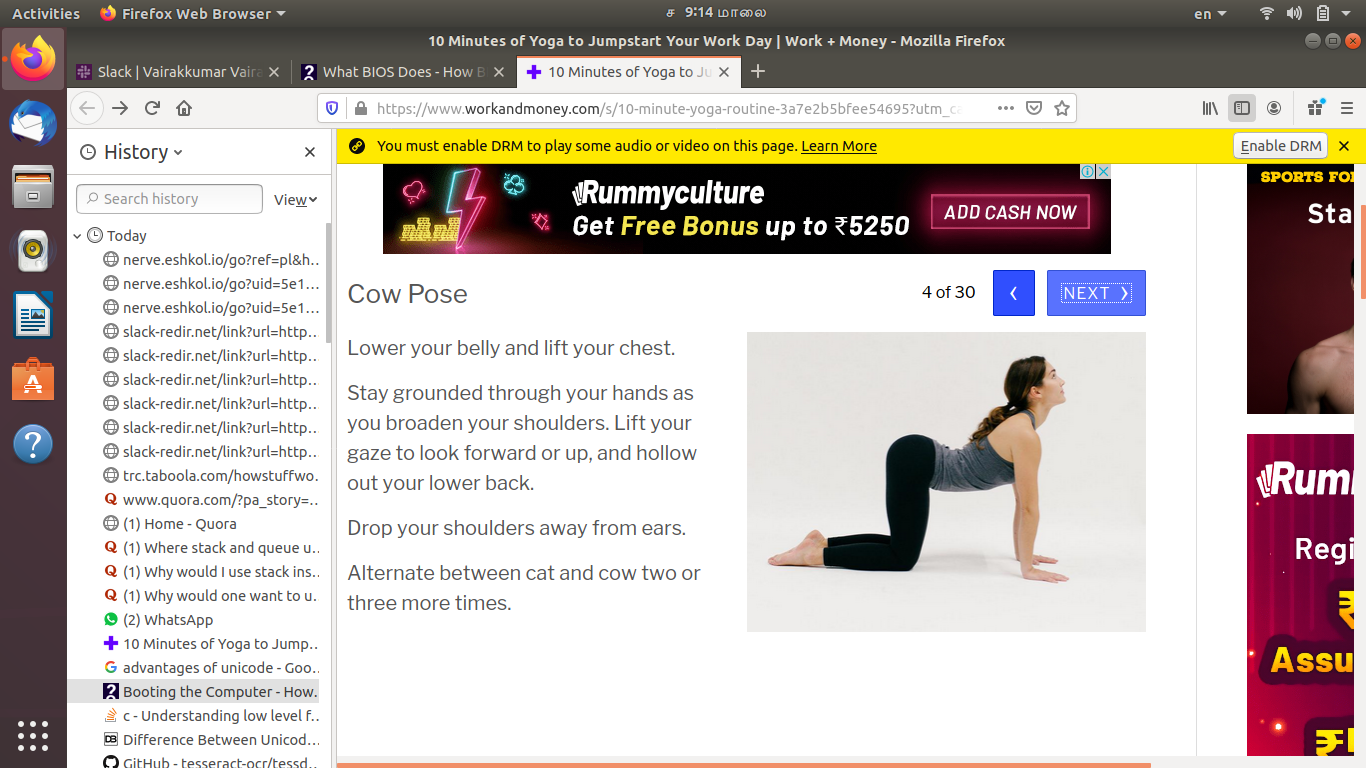 Activities
Firefox Web Browser
ச 9:14 மாலை
en
10 Minutes of Yoga to Jumpstart Your Work Day | Work + Money - Mozilla Firefox
Slack | Vairakkumar Vaira
What BIOS Does - How B
10 Minutes of Yoga to Ju
https://www.workandmoney.com/s/10-minute-yoga-routine-3a7e2b5bfee54695?utm_ca
History
You must enable DRM to play some audio or video on this page. Learn More
Enable DRM
Search history
View
Today
nerve.eshkol.io/go?ref=pl&h…
nerve.eshkol.io/go?uid=5e1…
nerve.eshkol.io/go?uid=5e1…
slack-redir.net/link?url=http…
slack-redir.net/link?url=http…
slack-redir.net/link?url=http…
slack-redir.net/link?url=http…
slack-redir.net/link?url=http…
slack-redir.net/link?url=http…
trc.taboola.com/howstuffwo…
www.quora.com/?pa_story=…
(1) Home - Quora
(1) Where stack and queue u…
(1) Why would I use stack ins…
(1) Why would one want to u…
(2) WhatsApp
10 Minutes of Yoga to Jump…
advantages of unicode - Goo…
Booting the Computer - How…
c - Understanding low level f…
Difference Between Unicod…
GitHub - tesseract-ocr/tessd…
Rummyculture
Get Free Bonus up to ₹5250
ADD CASH NOW
Cow Pose
4 of 30
NEXT
Lower your belly and lift your chest.
Stay grounded through your hands as
you broaden your shoulders. Lift your
gaze to look forward or up, and hollow
out your lower back.
Drop your shoulders away from ears.
Alternate between cat and cow two or
three more times.
SPORTS FO
Sta
Rum
Regi
₹
Assu
₹